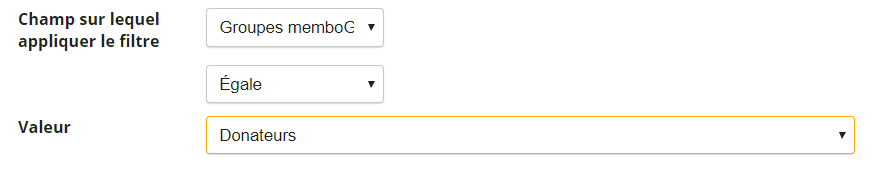 Champ sur lequel
appliquer le filtre
Groupes memboG
Égale
Valeur
Donateurs